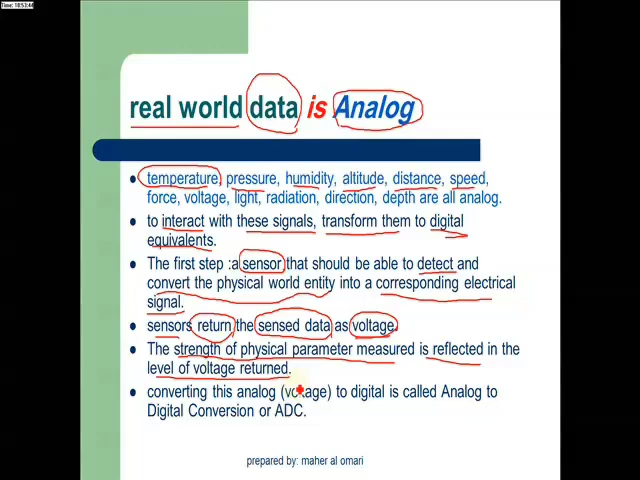 Time: 10:53:44
real world data is Analog
temperature, pressure, humidity, altitude, distance, speed,
force, voltage, light, radiation, direction, depth are all analog.
to interact with these signals, transform them to digital
equivalents.
The first step :a sensor that should be able to detect and
convert the physical world entity into a corresponding electrical
signal.
sensors return the sensed data as voltage.
The strength of physical parameter measured is reflected in the
level of voltage returned.
converting this analog (voltage) to digital is called Analog to
Digital Conversion or ADC.
prepared by: maher al omari